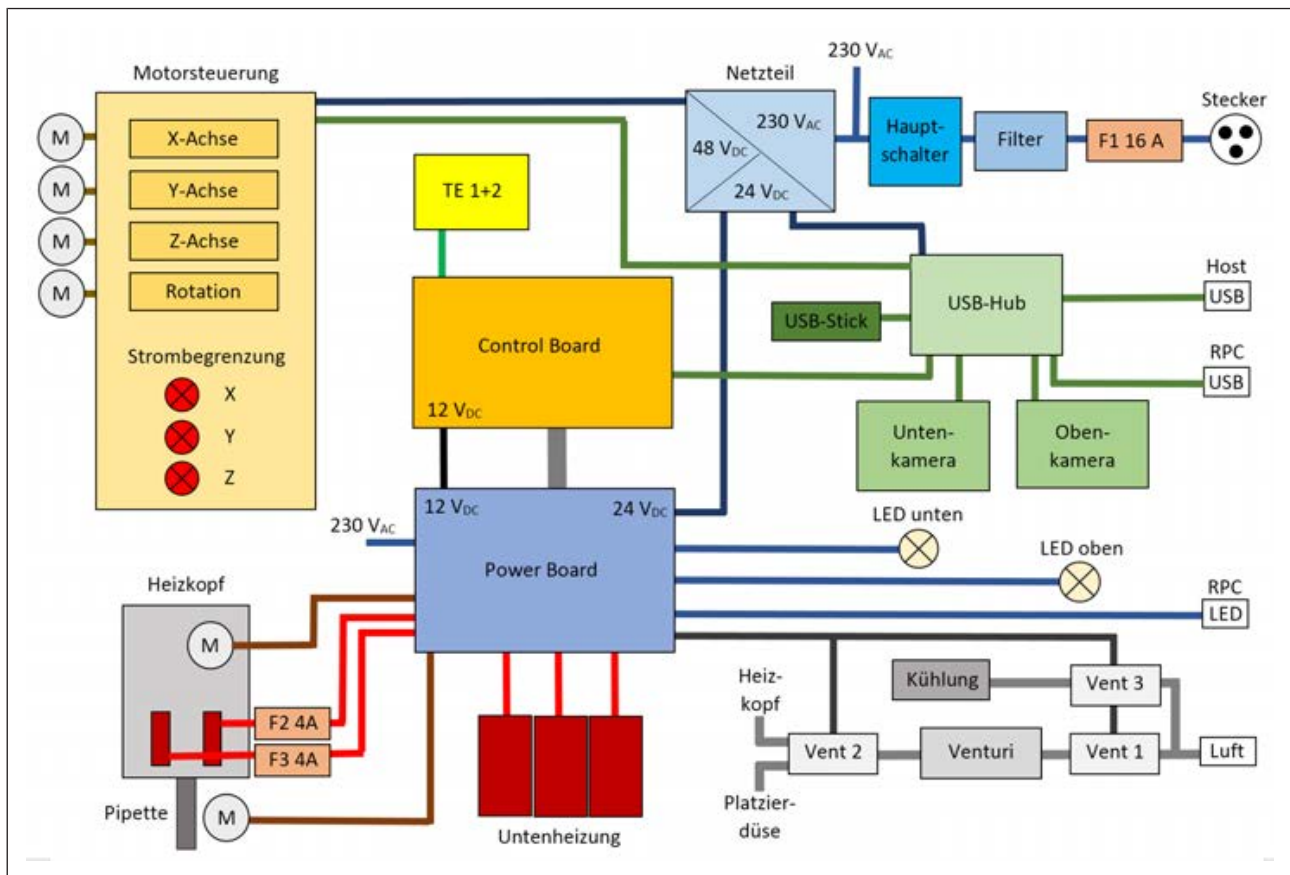 Motorsteuerung
M
X-Achse
M
Y-Achse
M
Z-Achse
M
Rotation
Strombegrenzung
X
Y
Z
Netzteil
230 VAC
48 VDC
24 VDC
230 VAC
Haupt-
schalter
Filter
F1 16 A
Stecker
TE 1+2
Control Board
12 VDC
USB-Stick
USB-Hub
Host
USB
RPC
USB
Unten-
kamera
Oben-
kamera
12 VDC
24 VDC
Power Board
230 VAC
LED unten
LED oben
RPC
LED
Heizkopf
M
F2 4A
F3 4A
Pipette
M
Untenheizung
Heiz-
kopf
Platzier-
düse
Vent 2
Venturi
Kühlung
Vent 3
Vent 1
Luft